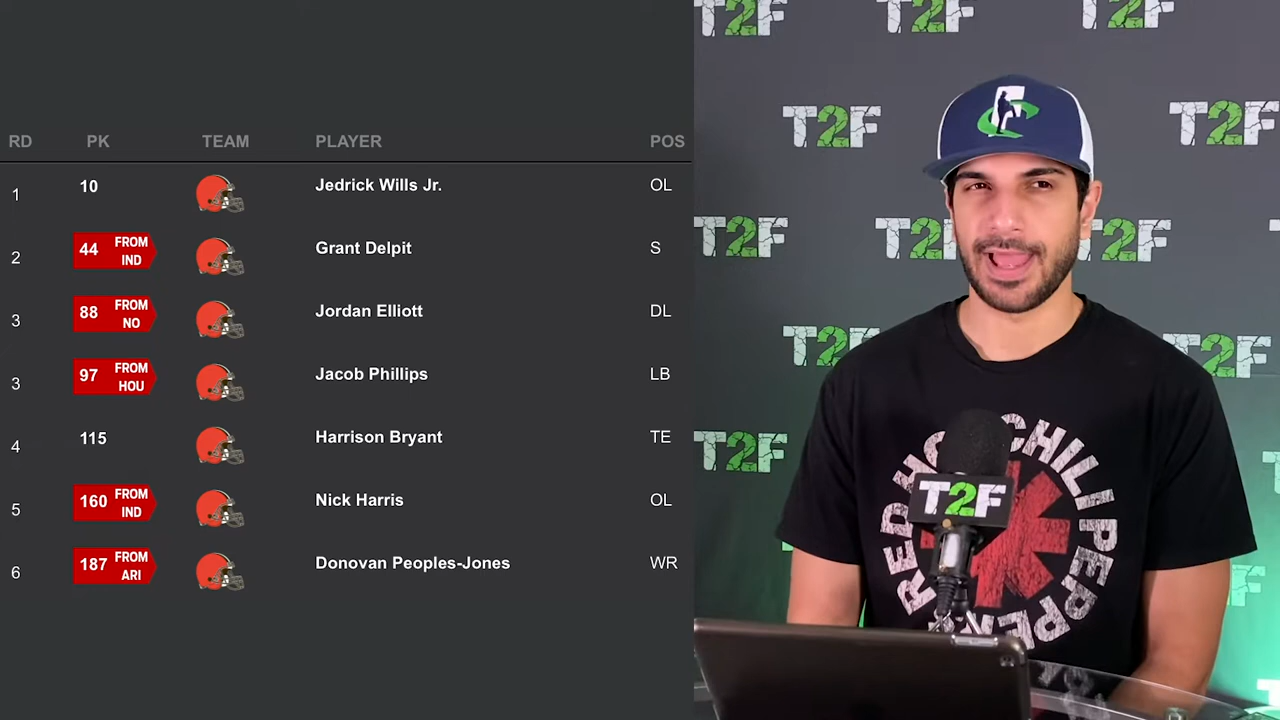 RD PK TEAM PLAYER POS
1 10 Jedrick Wills Jr. OL
2 44 FROM IND Grant Delpit S
3 88 FROM NO Jordan Elliott DL
3 97 FROM HOU Jacob Phillips LB
4 115 Harrison Bryant TE
5 160 FROM IND Nick Harris OL
6 187 FROM ARI Donovan Peoples-Jones WR
T2F T2F T2F
T2F T2F
T2F T2F T2F
T2F T2F
T2F
RED HOT CHILI PEPPERS
T2F